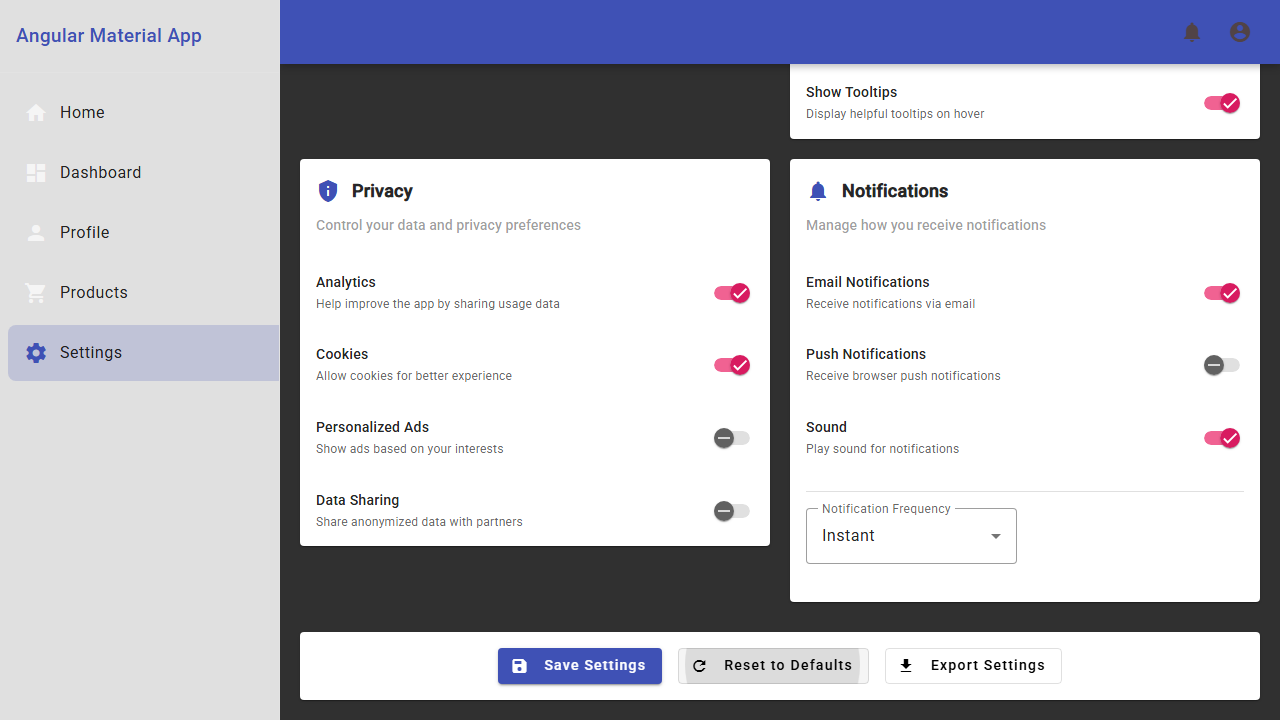 Angular Material App
Home
Dashboard
Profile
Products
Settings
Show Tooltips
Display helpful tooltips on hover
Privacy
Control your data and privacy preferences
Analytics
Help improve the app by sharing usage data
Cookies
Allow cookies for better experience
Personalized Ads
Show ads based on your interests
Data Sharing
Share anonymized data with partners
Notifications
Manage how you receive notifications
Email Notifications
Receive notifications via email
Push Notifications
Receive browser push notifications
Sound
Play sound for notifications
Notification Frequency
Instant
Save Settings
Reset to Defaults
Export Settings